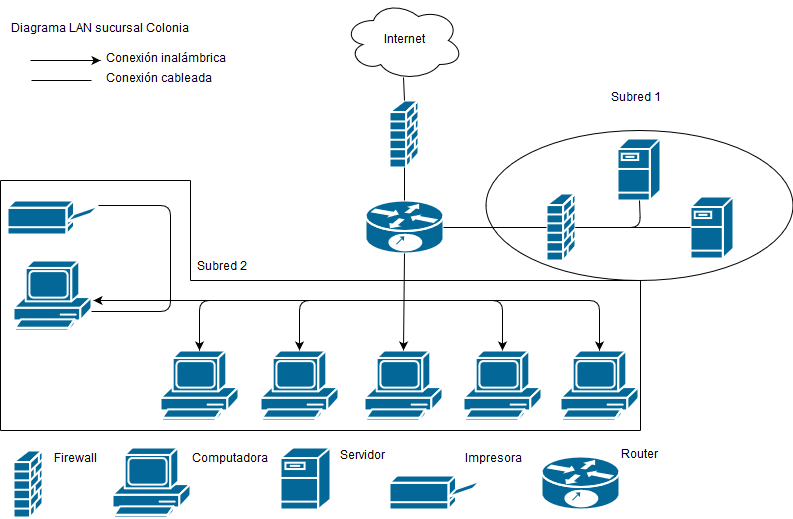 Diagrama LAN sucursal Colonia
Internet
Conexión inalámbrica
Conexión cableada
Subred 1
Subred 2
Firewall
Computadora
Servidor
Impresora
Router